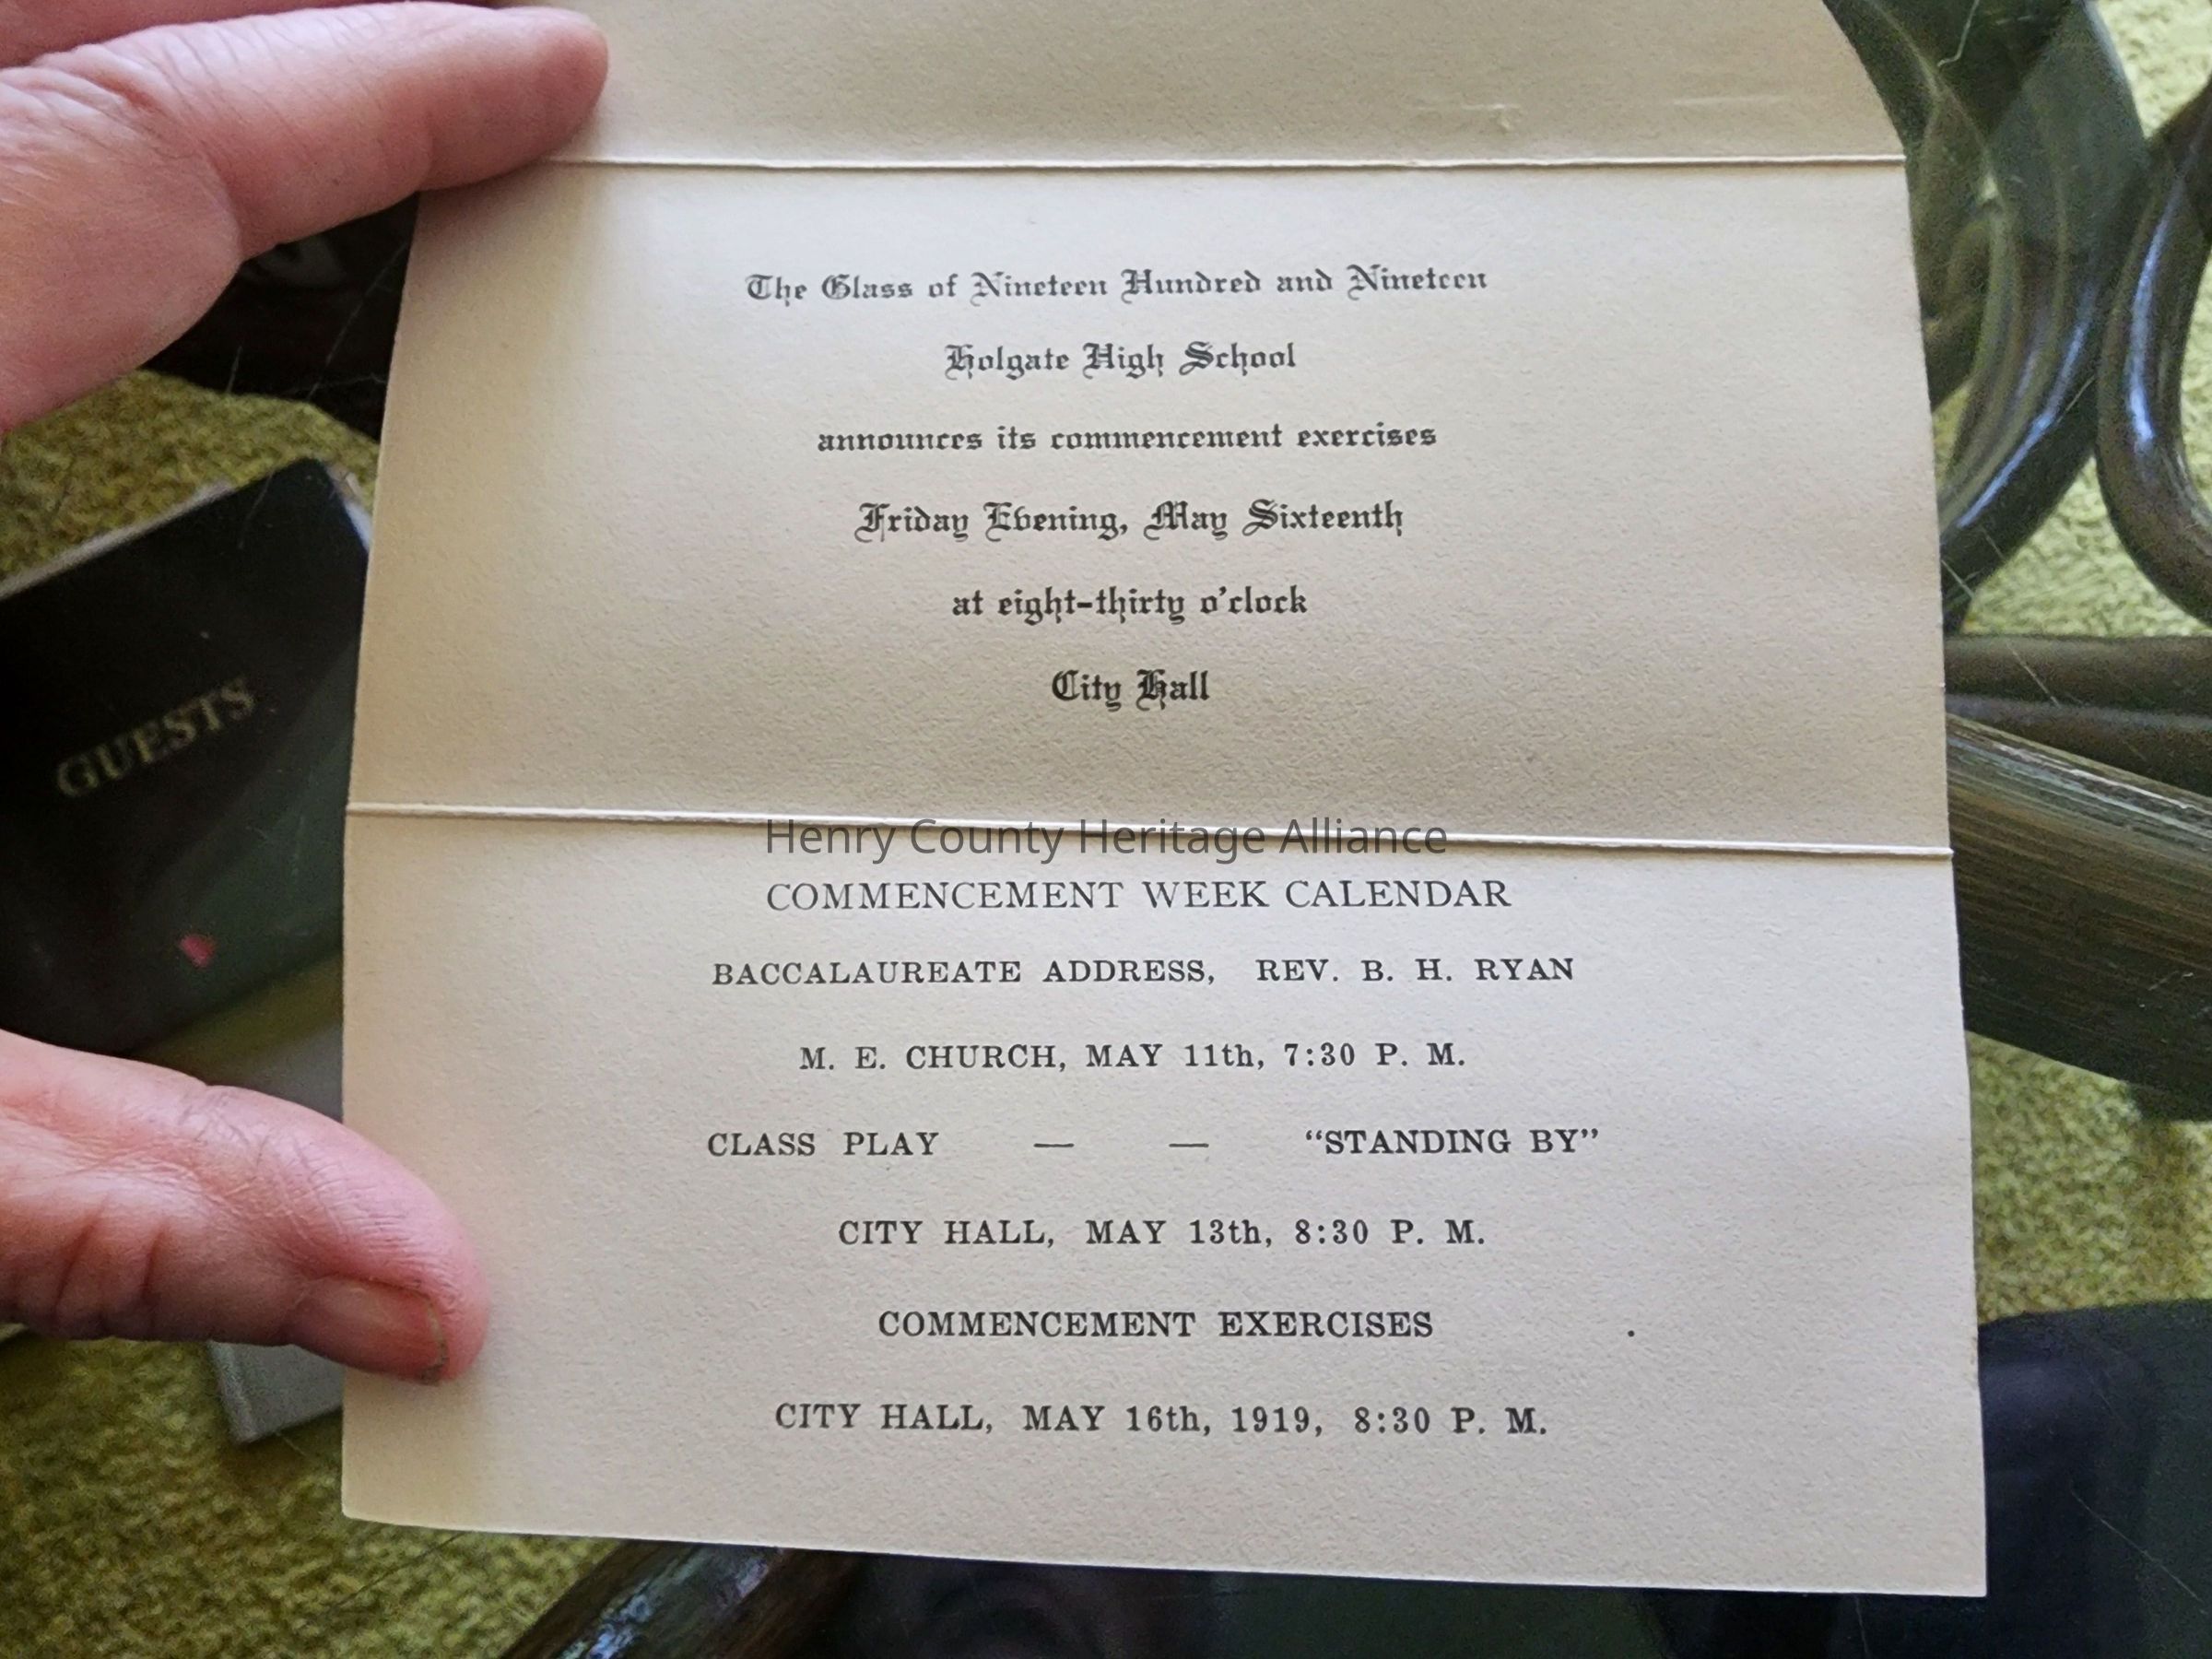 The Glass of Nineteen Hundred and Nineteen
Holgate High School
announces its commencement exercises
Friday Evening, May Sixteenth
at eight-thirty o'clock
City Hall
GUESTS
Henry County Heritage Alliance
COMMENCEMENT WEEK CALENDAR
BACCALAUREATE ADDRESS, REV. B. H. RYAN
M. E. CHURCH, MAY 11th, 7:30 P. M.
CLASS PLAY — — “STANDING BY”
CITY HALL, MAY 13th, 8:30 P. M.
COMMENCEMENT EXERCISES .
CITY HALL, MAY 16th, 1919, 8:30 P. M.